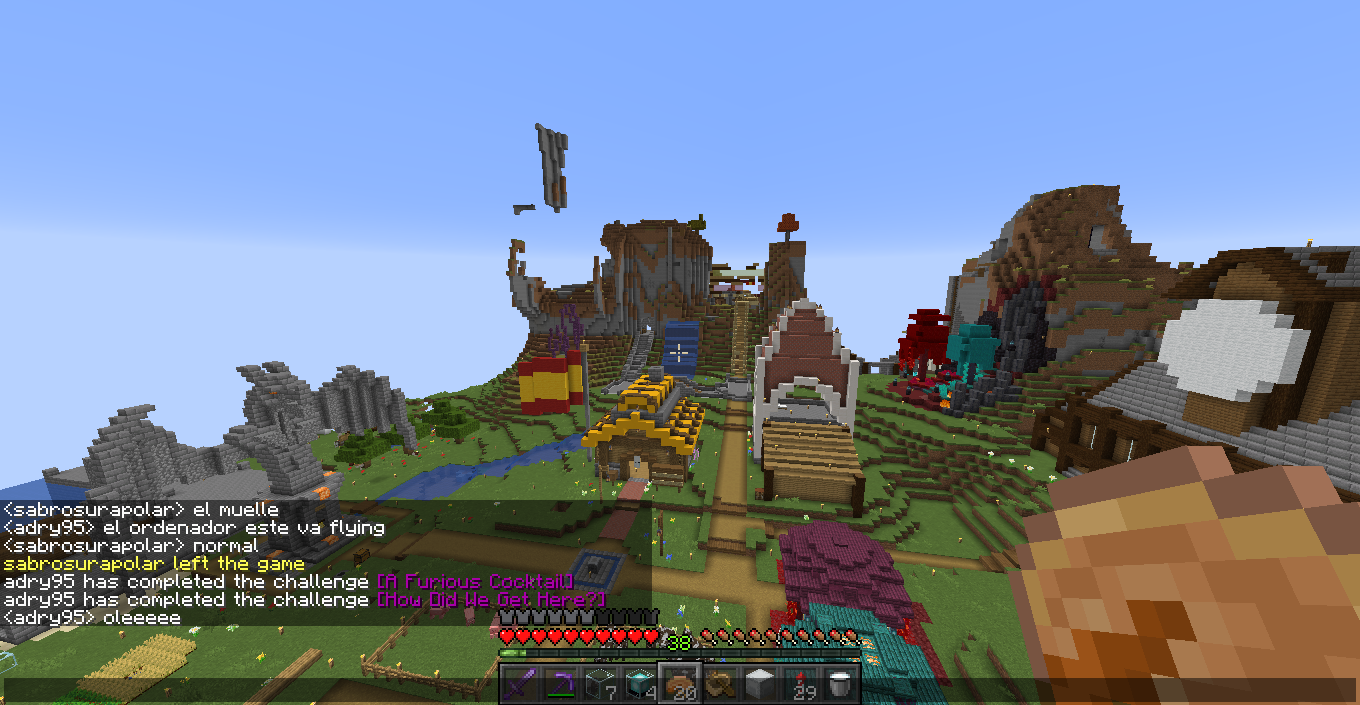 <sabrosurapolar> el muelle
<adry95> el ordenador este va flying
<sabrosurapolar> normal
sabrosurapolar left the game
adry95 has completed the challenge [A Furious Cocktail]
adry95 has completed the challenge [How Did We Get Here?]
<adry95> oleeeee
38
7 4 20 29